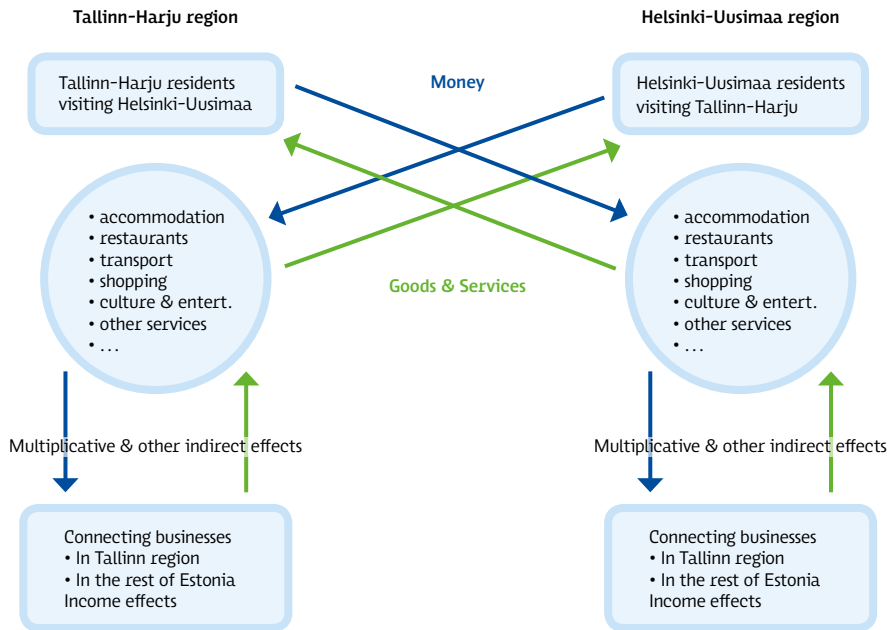 Tallinn-Harju region
Helsinki-Uusimaa region
Tallinn-Harju residents
visiting Helsinki-Uusimaa
Money
Helsinki-Uusimaa residents
visiting Tallinn-Harju
• accommodation
• restaurants
• transport
• shopping
• culture & entert.
• other services
• ...
Goods & Services
• accommodation
• restaurants
• transport
• shopping
• culture & entert.
• other services
• ...
Multiplicative & other indirect effects
Multiplicative & other indirect effects
Connecting businesses
• In Tallinn region
• In the rest of Estonia
Income effects
Connecting businesses
• In Tallinn region
• In the rest of Estonia
Income effects